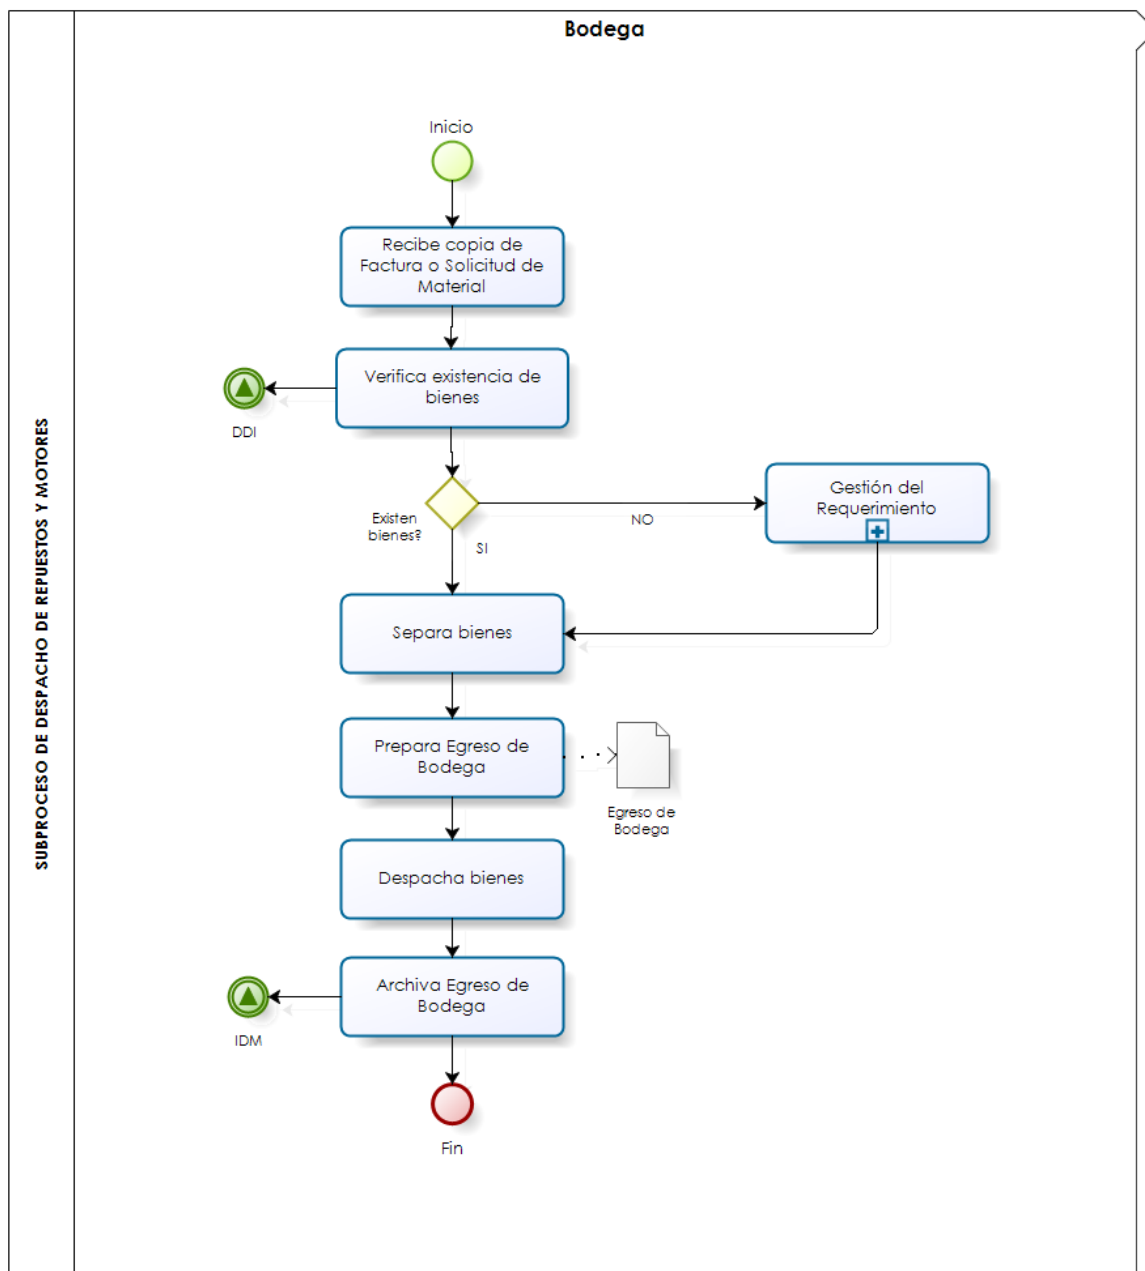 Bodega
SUBPROCESO DE DESPACHO DE REPUESTOS Y MOTORES
Inicio
Recibe copia de
Factura o Solicitud de
Material
Verifica existencia de
bienes
DDI
Existen
bienes?
NO
SI
Gestión del
Requerimiento
Separa bienes
Prepara Egreso de
Bodega
Egreso de
Bodega
Despacha bienes
Archiva Egreso de
Bodega
IDM
Fin